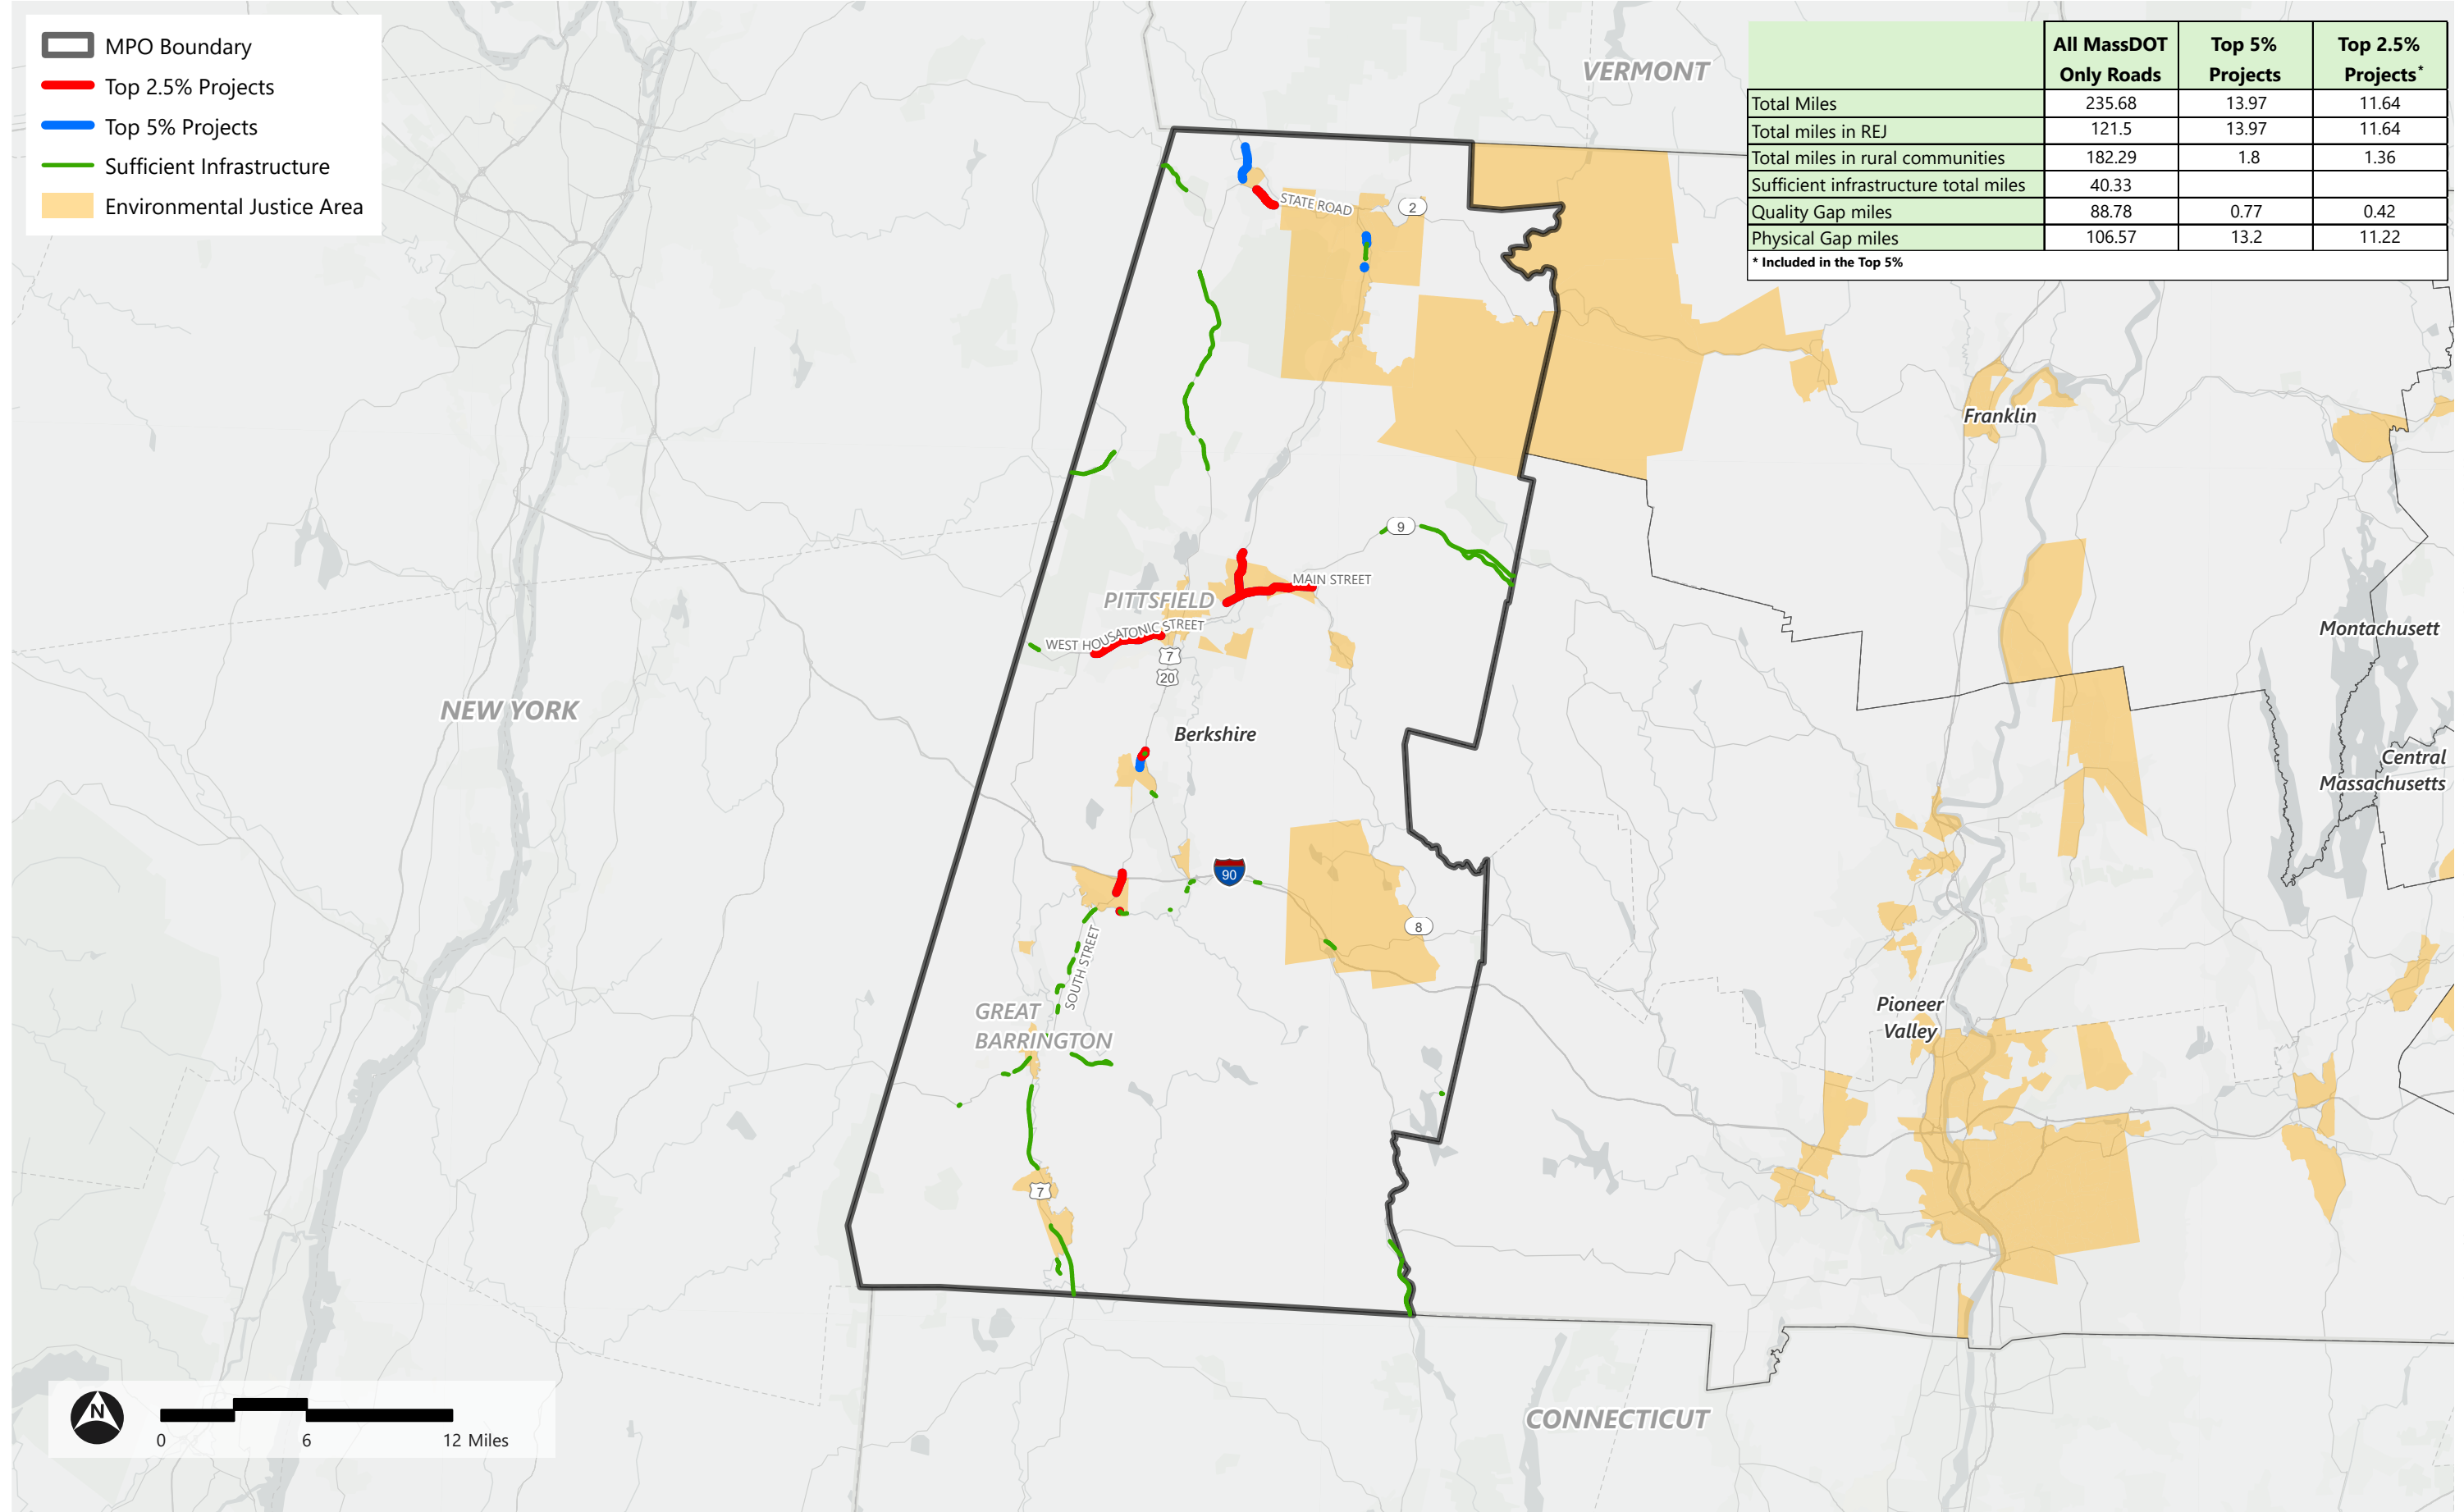 MPO Boundary
Top 2.5% Projects
Top 5% Projects
Sufficient Infrastructure
Environmental Justice Area
All MassDOT Only Roads Top 5% Projects Top 2.5% Projects*
Total Miles 235.68 13.97 11.64
Total miles in REJ 121.5 13.97 11.64
Total miles in rural communities 182.29 1.8 1.36
Sufficient infrastructure total miles 40.33
Quality Gap miles 88.78 0.77 0.42
Physical Gap miles 106.57 13.2 11.22
* Included in the Top 5%
VERMONT
STATE ROAD
2
Franklin
9
MAIN STREET
PITTSFIELD
WEST HOUSATONIC STREET
7
20
Montachusett
NEW YORK
Berkshire
Central
Massachusetts
90
8
SOUTH STREET
GREAT
BARRINGTON
Pioneer
Valley
7
CONNECTICUT
N
0 6 12 Miles